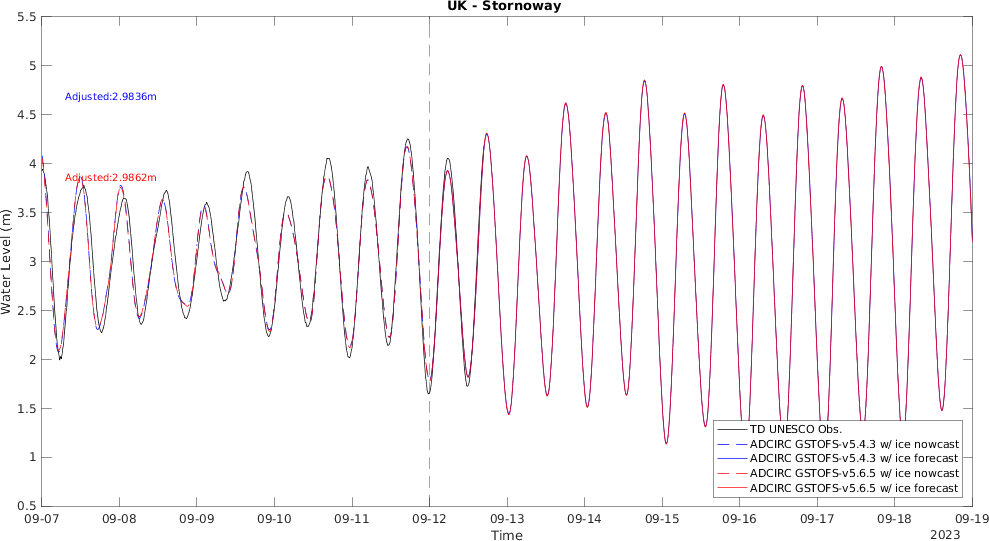 UK - Stornoway
5.5
5
4.5
4
3.5
3
2.5
2
1.5
1
0.5
Water Level (m)
Adjusted:2.9836m
Adjusted:2.9862m
TD UNESCO Obs.
ADCIRC GSTOFS-v5.4.3 w/ ice nowcast
ADCIRC GSTOFS-v5.4.3 w/ ice forecast
ADCIRC GSTOFS-v5.6.5 w/ ice nowcast
ADCIRC GSTOFS-v5.6.5 w/ ice forecast
09-07 09-08 09-09 09-10 09-11 09-12 09-13 09-14 09-15 09-16 09-17 09-18 09-19
Time
2023